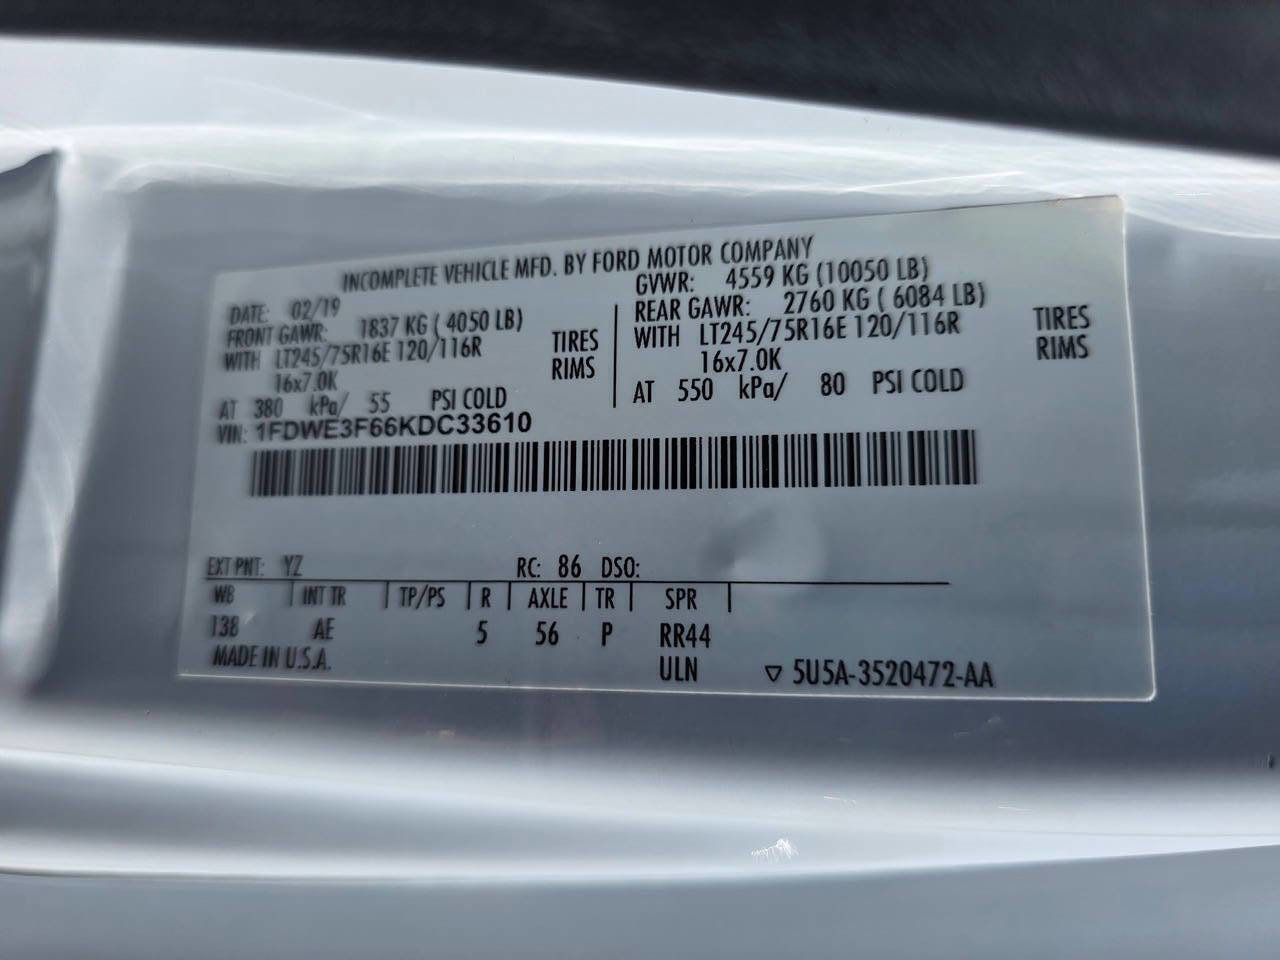 INCOMPLETE VEHICLE MFD. BY FORD MOTOR COMPANY
DATE: 02/19 GVWR: 4559 KG (10050 LB)
FRONT GAWR: 1837 KG ( 4050 LB) REAR GAWR: 2760 KG ( 6084 LB)
WITH LT245/75R16E 120/116R TIRES WITH LT245/75R16E 120/116R TIRES
16x7.0K RIMS 16x7.0K RIMS
AT 380 kPa/ 55 PSI COLD AT 550 kPa/ 80 PSI COLD
VIN: 1FDWE3F66KDC33610
EXT PNT: YZ RC: 86 DSO:
WB | INT TR | TP/PS | R | AXLE | TR | SPR |
138 AE 5 56 P RR44
MADE IN U.S.A. ULN ▽ 5U5A-3520472-AA